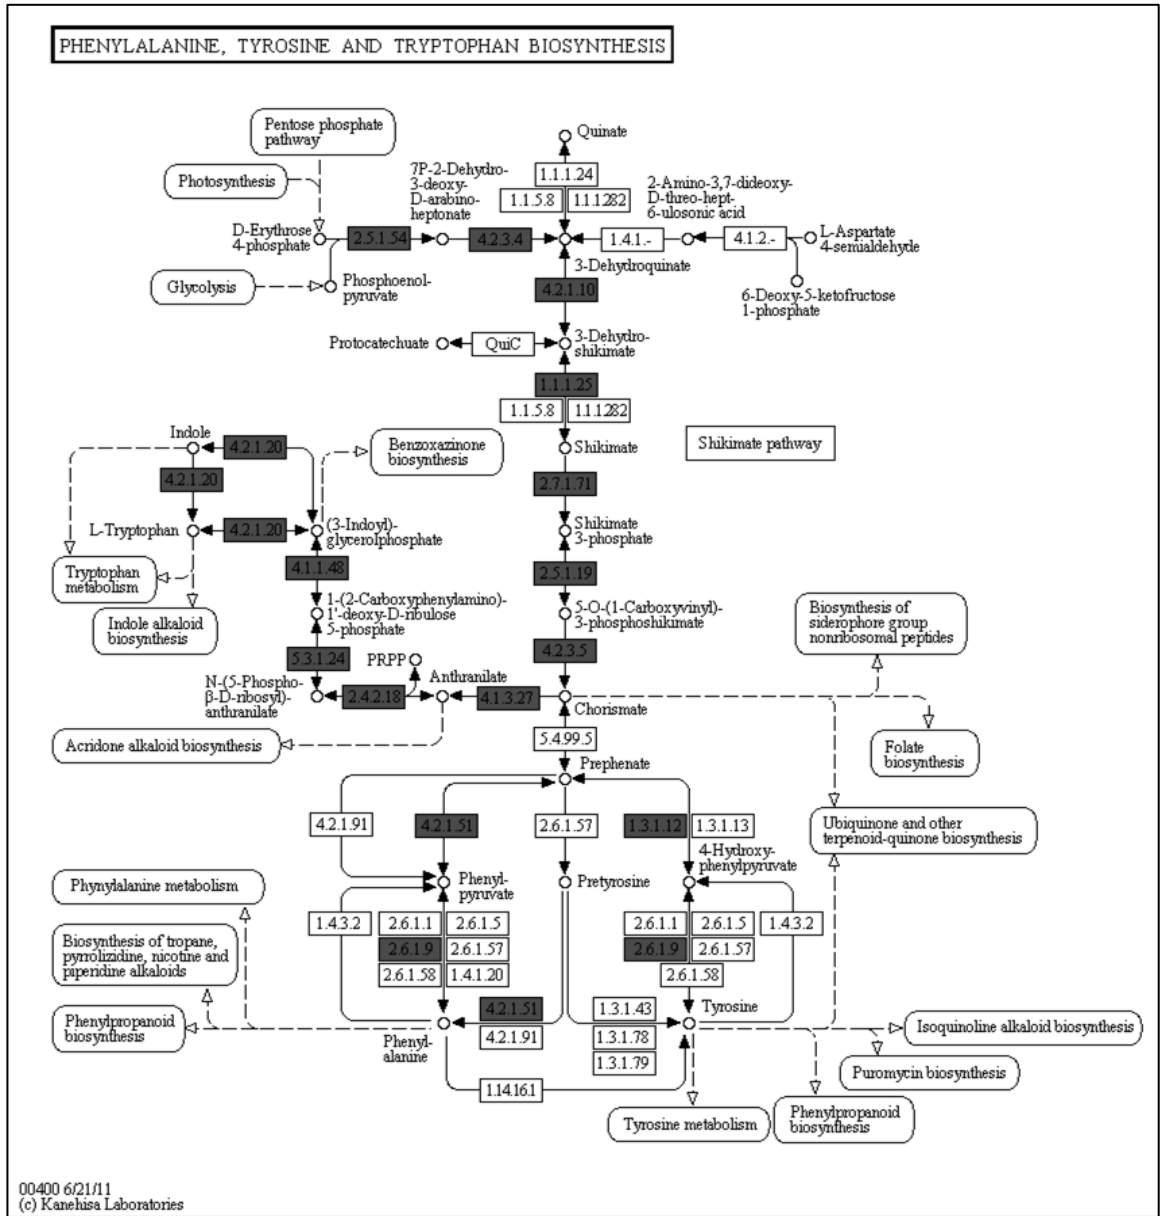 PHENYLALANINE, TYROSINE AND TRYPTOPHAN BIOSYNTHESIS
Pentose phosphate
pathway
Photosynthesis
Quinate
7P-2-Dehydro-
3-deoxy-
D-arabino-
heptonate
1.1.1.24
1.1.5.8
1.1.1282
2-Amino-3,7-dideoxy-
D-threo-hept-
6-ulosonic acid
D-Erythrose
4-phosphate
2.5.1.54
4.2.3.4
1.4.1.-
4.1.2.-
L-Aspartate
4-semialdehyde
3-Dehydroquinate
Glycolysis
Phosphoenol-
pyruvate
4.2.1.10
6-Deoxy-5-ketofructose
1-phosphate
Protocatechuate
QuiC
3-Dehydro-
shikimate
1.1.1.25
1.1.5.8
1.1.1282
Indole
4.2.1.20
Benzoxazinone
biosynthesis
Shikimate
Shikimate pathway
4.2.1.20
2.7.1.71
L-Tryptophan
4.2.1.20
(3-Indoyl)-
glycerolphosphate
Shikimate
3-phosphate
Tryptophan
metabolism
4.1.1.48
2.5.1.19
Indole alkaloid
biosynthesis
1-(2-Carboxyphenylamino)-
1'-deoxy-D-ribulose
5-phosphate
5-O-(1-Carboxyvinyl)-
3-phosphoshikimate
Biosynthesis of
siderophore group
nonribosomal peptides
5.3.1.24
PRPP
4.2.3.5
N-(5-Phospho-
β-D-ribosyl)-
anthranilate
2.4.2.18
Anthranilate
4.1.3.27
Chorismate
Acridone alkaloid biosynthesis
5.4.99.5
Folate
biosynthesis
Prephenate
4.2.1.91
4.2.1.51
2.6.1.57
1.3.1.12
1.3.1.13
Ubiquinone and other
terpenoid-quinone biosynthesis
4-Hydroxy-
phenylpyruvate
Phynylalanine metabolism
Phenyl-
pyruvate
Pretyrosine
1.4.3.2
2.6.1.1
2.6.1.5
2.6.1.1
2.6.1.5
1.4.3.2
Biosynthesis of tropane,
pyrrolizidine, nicotine and
piperidine alkaloids
2.6.1.9
2.6.1.57
2.6.1.9
2.6.1.57
2.6.1.58
1.4.1.20
2.6.1.58
Phenylpropanoid
biosynthesis
4.2.1.51
4.2.1.91
1.3.1.43
1.3.1.78
1.3.1.79
Tyrosine
Phenyl-
alanine
Isoquinoline alkaloid biosynthesis
Puromycin biosynthesis
1.14.16.1
Tyrosine metabolism
Phenylpropanoid
biosynthesis
00400 6/21/11
(c) Kanehisa Laboratories